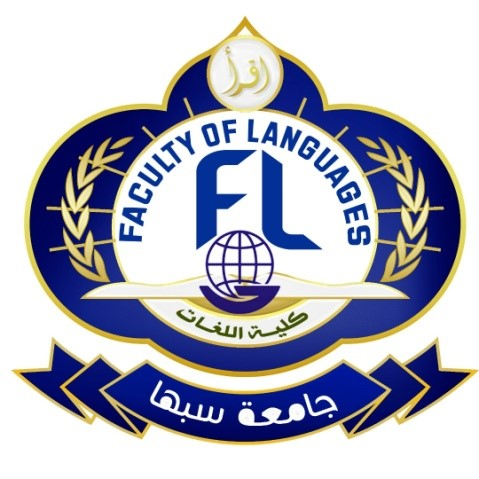 اقرأ
FACULTY OF LANGUAGES
FL
كلية اللغات
جامعة سبها